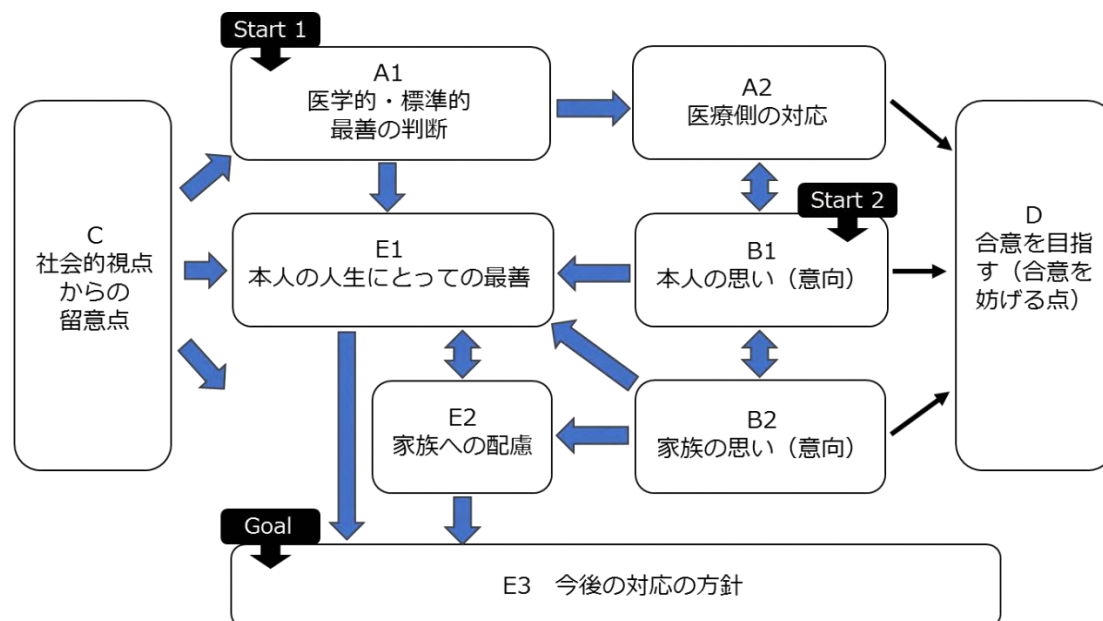 Start 1
A1
医学的・標準的
最善の判断
A2
医療側の対応
C
社会的視点
からの
留意点
E1
本人の人生にとっての最善
Start 2
B1
本人の思い（意向）
D
合意を目指
す（合意を
妨げる点）
E2
家族への配慮
B2
家族の思い（意向）
Goal
E3　今後の対応の方針